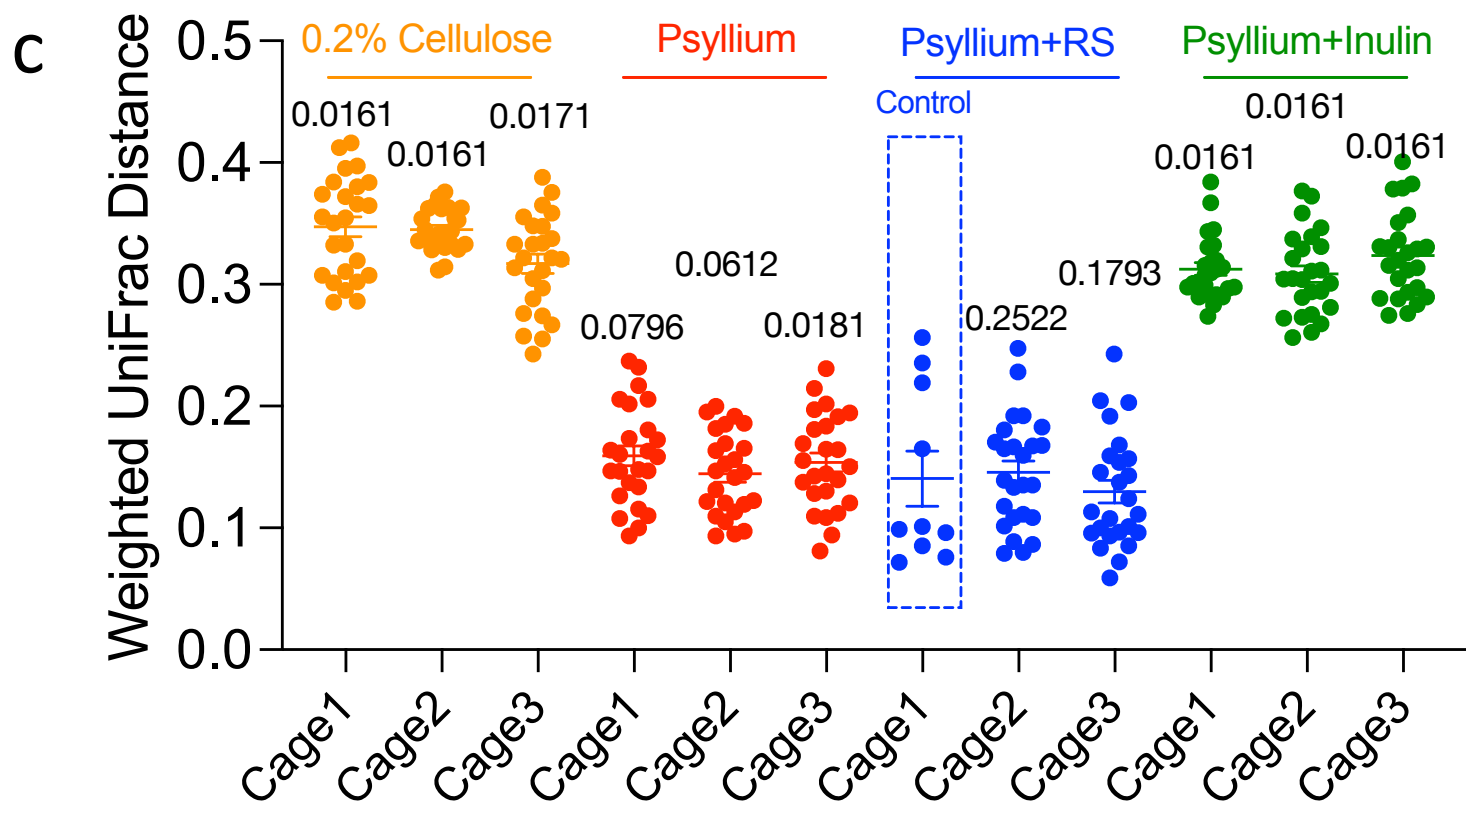 C
Weighted UniFrac Distance
0.5
0.4
0.3
0.2
0.1
0.0
0.2% Cellulose
Psyllium
Psyllium+RS
Psyllium+Inulin
Control
0.0161
0.0161
0.0171
0.0796
0.0612
0.0181
0.2522
0.1793
0.0161
0.0161
0.0161
Cage1
Cage2
Cage3
Cage1
Cage2
Cage3
Cage1
Cage2
Cage3
Cage1
Cage2
Cage3